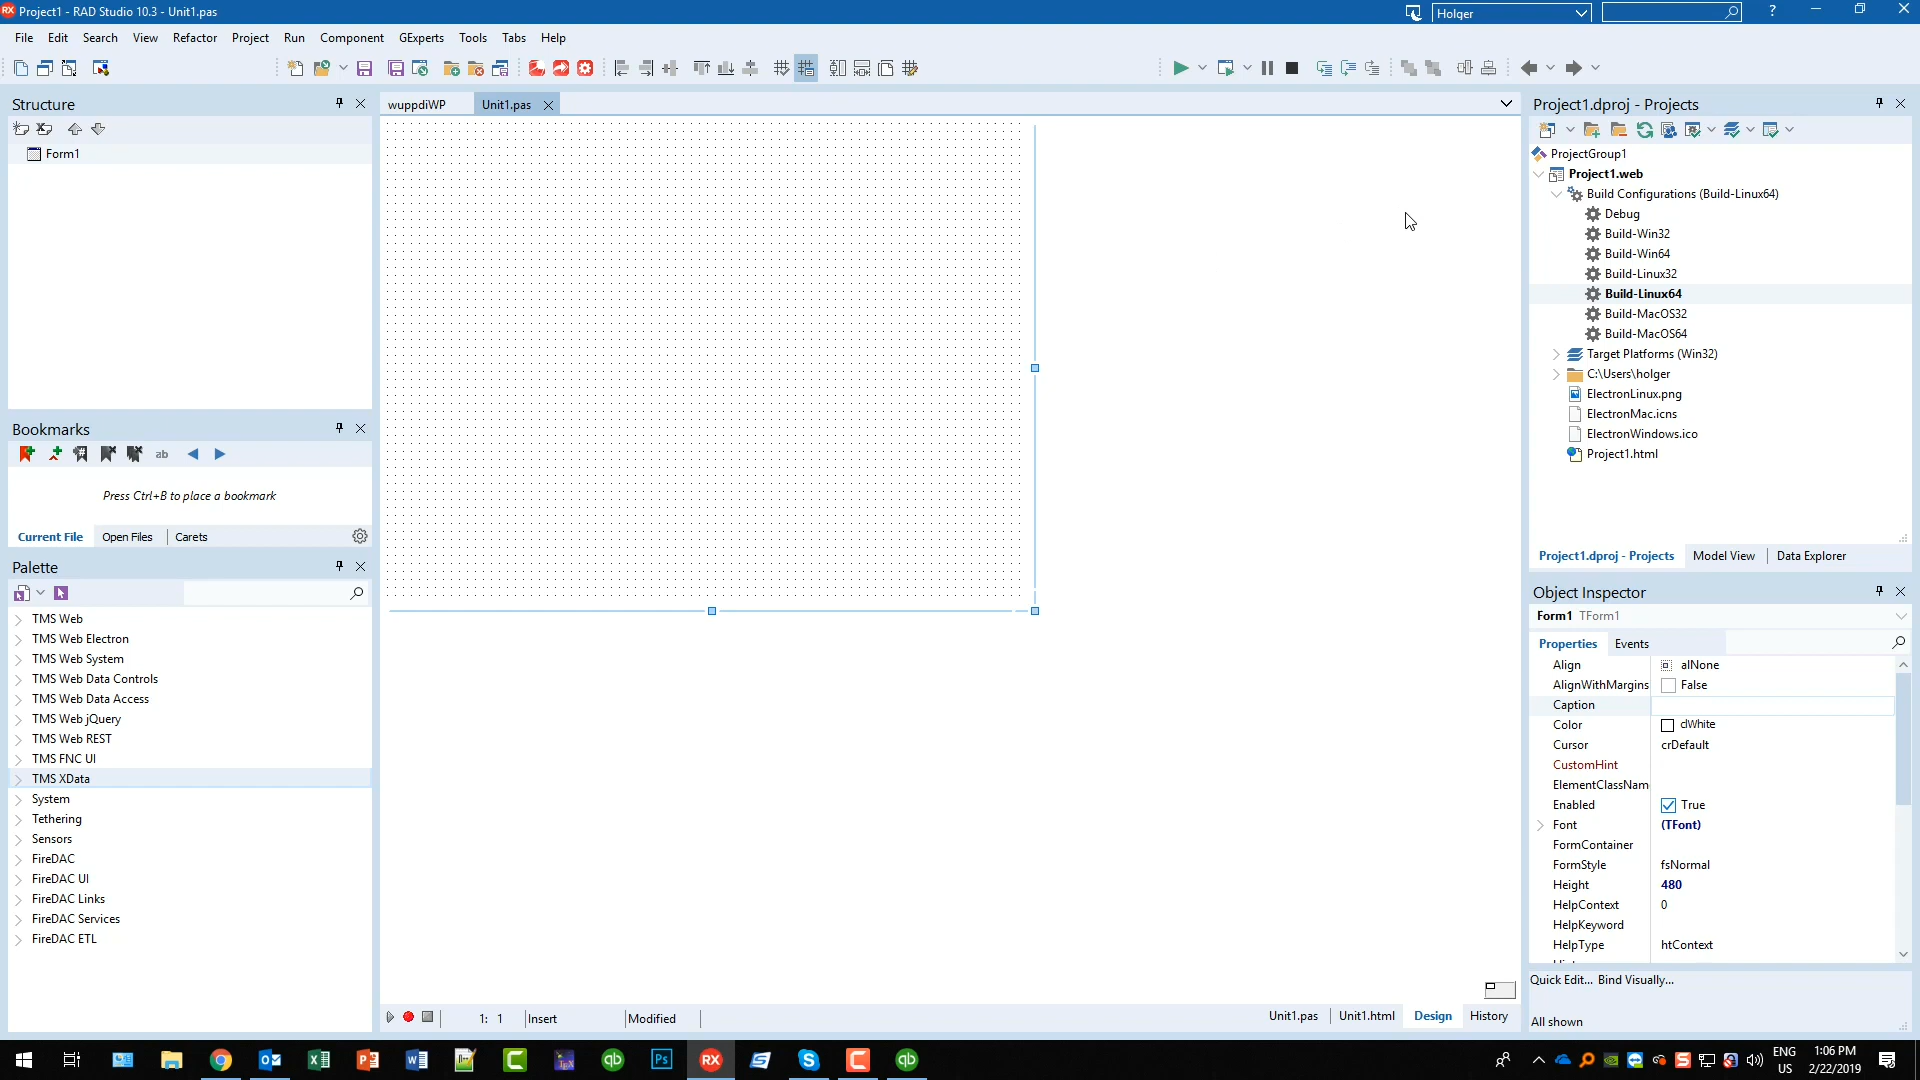 Project1 - RAD Studio 10.3 - Unit1.pas
Holger
?
File Edit Search View Refactor Project Run Component GExperts Tools Tabs Help
Structure
Form1
Bookmarks
ab
Press Ctrl+B to place a bookmark
Current File Open Files Carets
Palette
TMS Web
TMS Web Electron
TMS Web System
TMS Web Data Controls
TMS Web Data Access
TMS Web jQuery
TMS Web REST
TMS FNC UI
TMS XData
System
Tethering
Sensors
FireDAC
FireDAC UI
FireDAC Links
FireDAC Services
FireDAC ETL
wuppdiWP Unit1.pas
1: 1 Insert Modified
Unit1.pas Unit1.html Design History
Project1.dproj - Projects
ProjectGroup1
Project1.web
Build Configurations (Build-Linux64)
Debug
Build-Win32
Build-Win64
Build-Linux32
Build-Linux64
Build-MacOS32
Build-MacOS64
Target Platforms (Win32)
C:\Users\holger
ElectronLinux.png
ElectronMac.icns
ElectronWindows.ico
Project1.html
Project1.dproj - Projects Model View Data Explorer
Object Inspector
Form1 TForm1
Properties Events
Align alNone
AlignWithMargins False
Caption
Color clWhite
Cursor crDefault
CustomHint
ElementClassNam
Enabled True
Font (TFont)
FormContainer
FormStyle fsNormal
Height 480
HelpContext 0
HelpKeyword
HelpType htContext
Quick Edit... Bind Visually...
All shown
RX
ENG
US
1:06 PM
2/22/2019